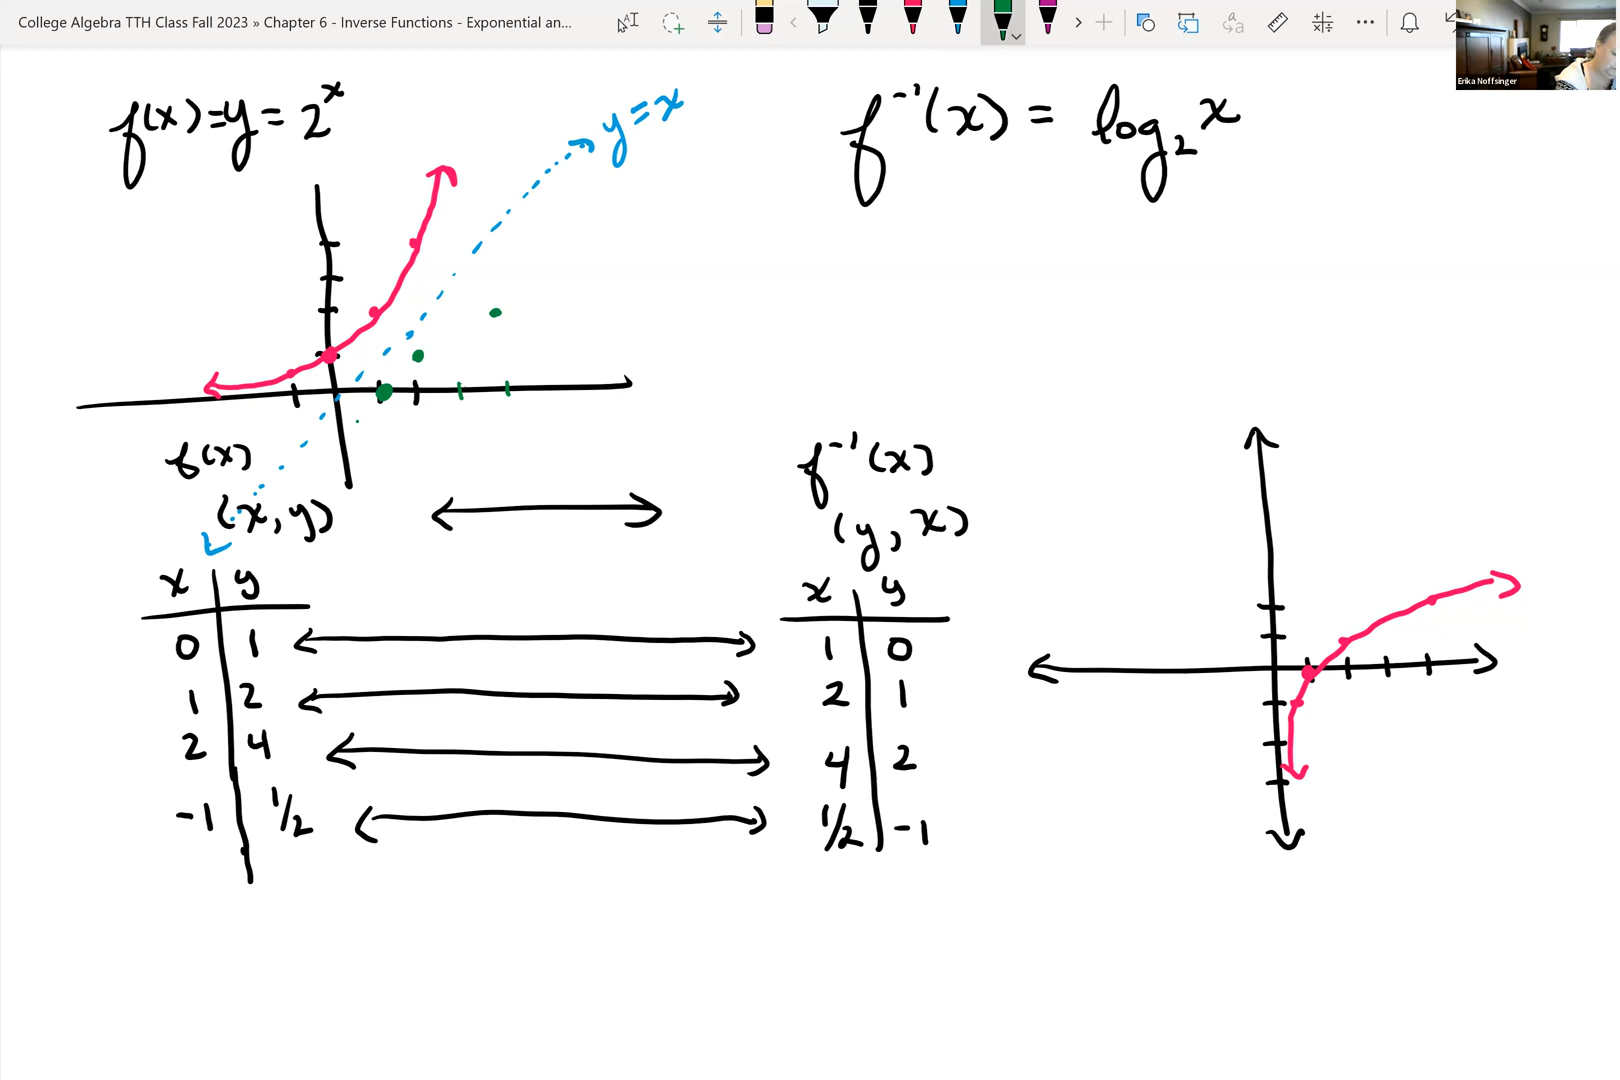 College Algebra TTH Class Fall 2023 » Chapter 6 - Inverse Functions - Exponential an...
Erika Noffsinger
f(x)=y=2^x
y=x
f^-1(x) = log_2 x
f(x)
(x,y)
f^-1(x)
(y,x)
x y
0 1
1 2
2 4
-1 1/2
x y
1 0
2 1
4 2
1/2 -1